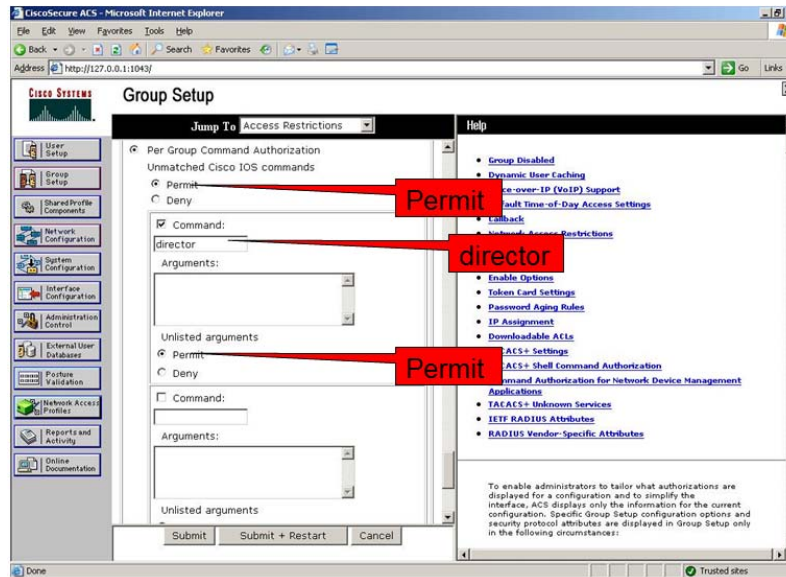 CiscoSecure ACS - Microsoft Internet Explorer
File Edit View Favorites Tools Help
Back Search Favorites
Address http://127.0.0.1:1043/ Go Links
CISCO SYSTEMS
Group Setup
Jump To Access Restrictions
User Setup
Group Setup
Shared Profile Components
Network Configuration
System Configuration
Interface Configuration
Administration Control
External User Databases
Posture Validation
Network Access Profiles
Reports and Activity
Online Documentation
Per Group Command Authorization
Unmatched Cisco IOS commands
Permit
Deny
Command:
director
Arguments:
Unlisted arguments
Permit
Deny
Command:
Arguments:
Unlisted arguments
Submit Submit + Restart Cancel
Permit
director
Permit
Help
Group Disabled
Dynamic User Caching
ce-over-IP (VoIP) Support
fault Time-of-Day Access Settings
Callback
Network Access Restrictions
Enable Options
Token Card Settings
Password Aging Rules
IP Assignment
Downloadable ACLs
CACS+ Settings
CACS+ Shell Command Authorization
ommand Authorization for Network Device Management
Applications
TACACS+ Unknown Services
IETF RADIUS Attributes
RADIUS Vendor-Specific Attributes
To enable administrators to tailor what authorizations are
displayed for a configuration and to simplify the
interface, ACS displays only the information for the current
configuration. Specific Group Setup configuration options and
security protocol attributes are displayed in Group Setup only
in the following circumstances:
Done
Trusted sites